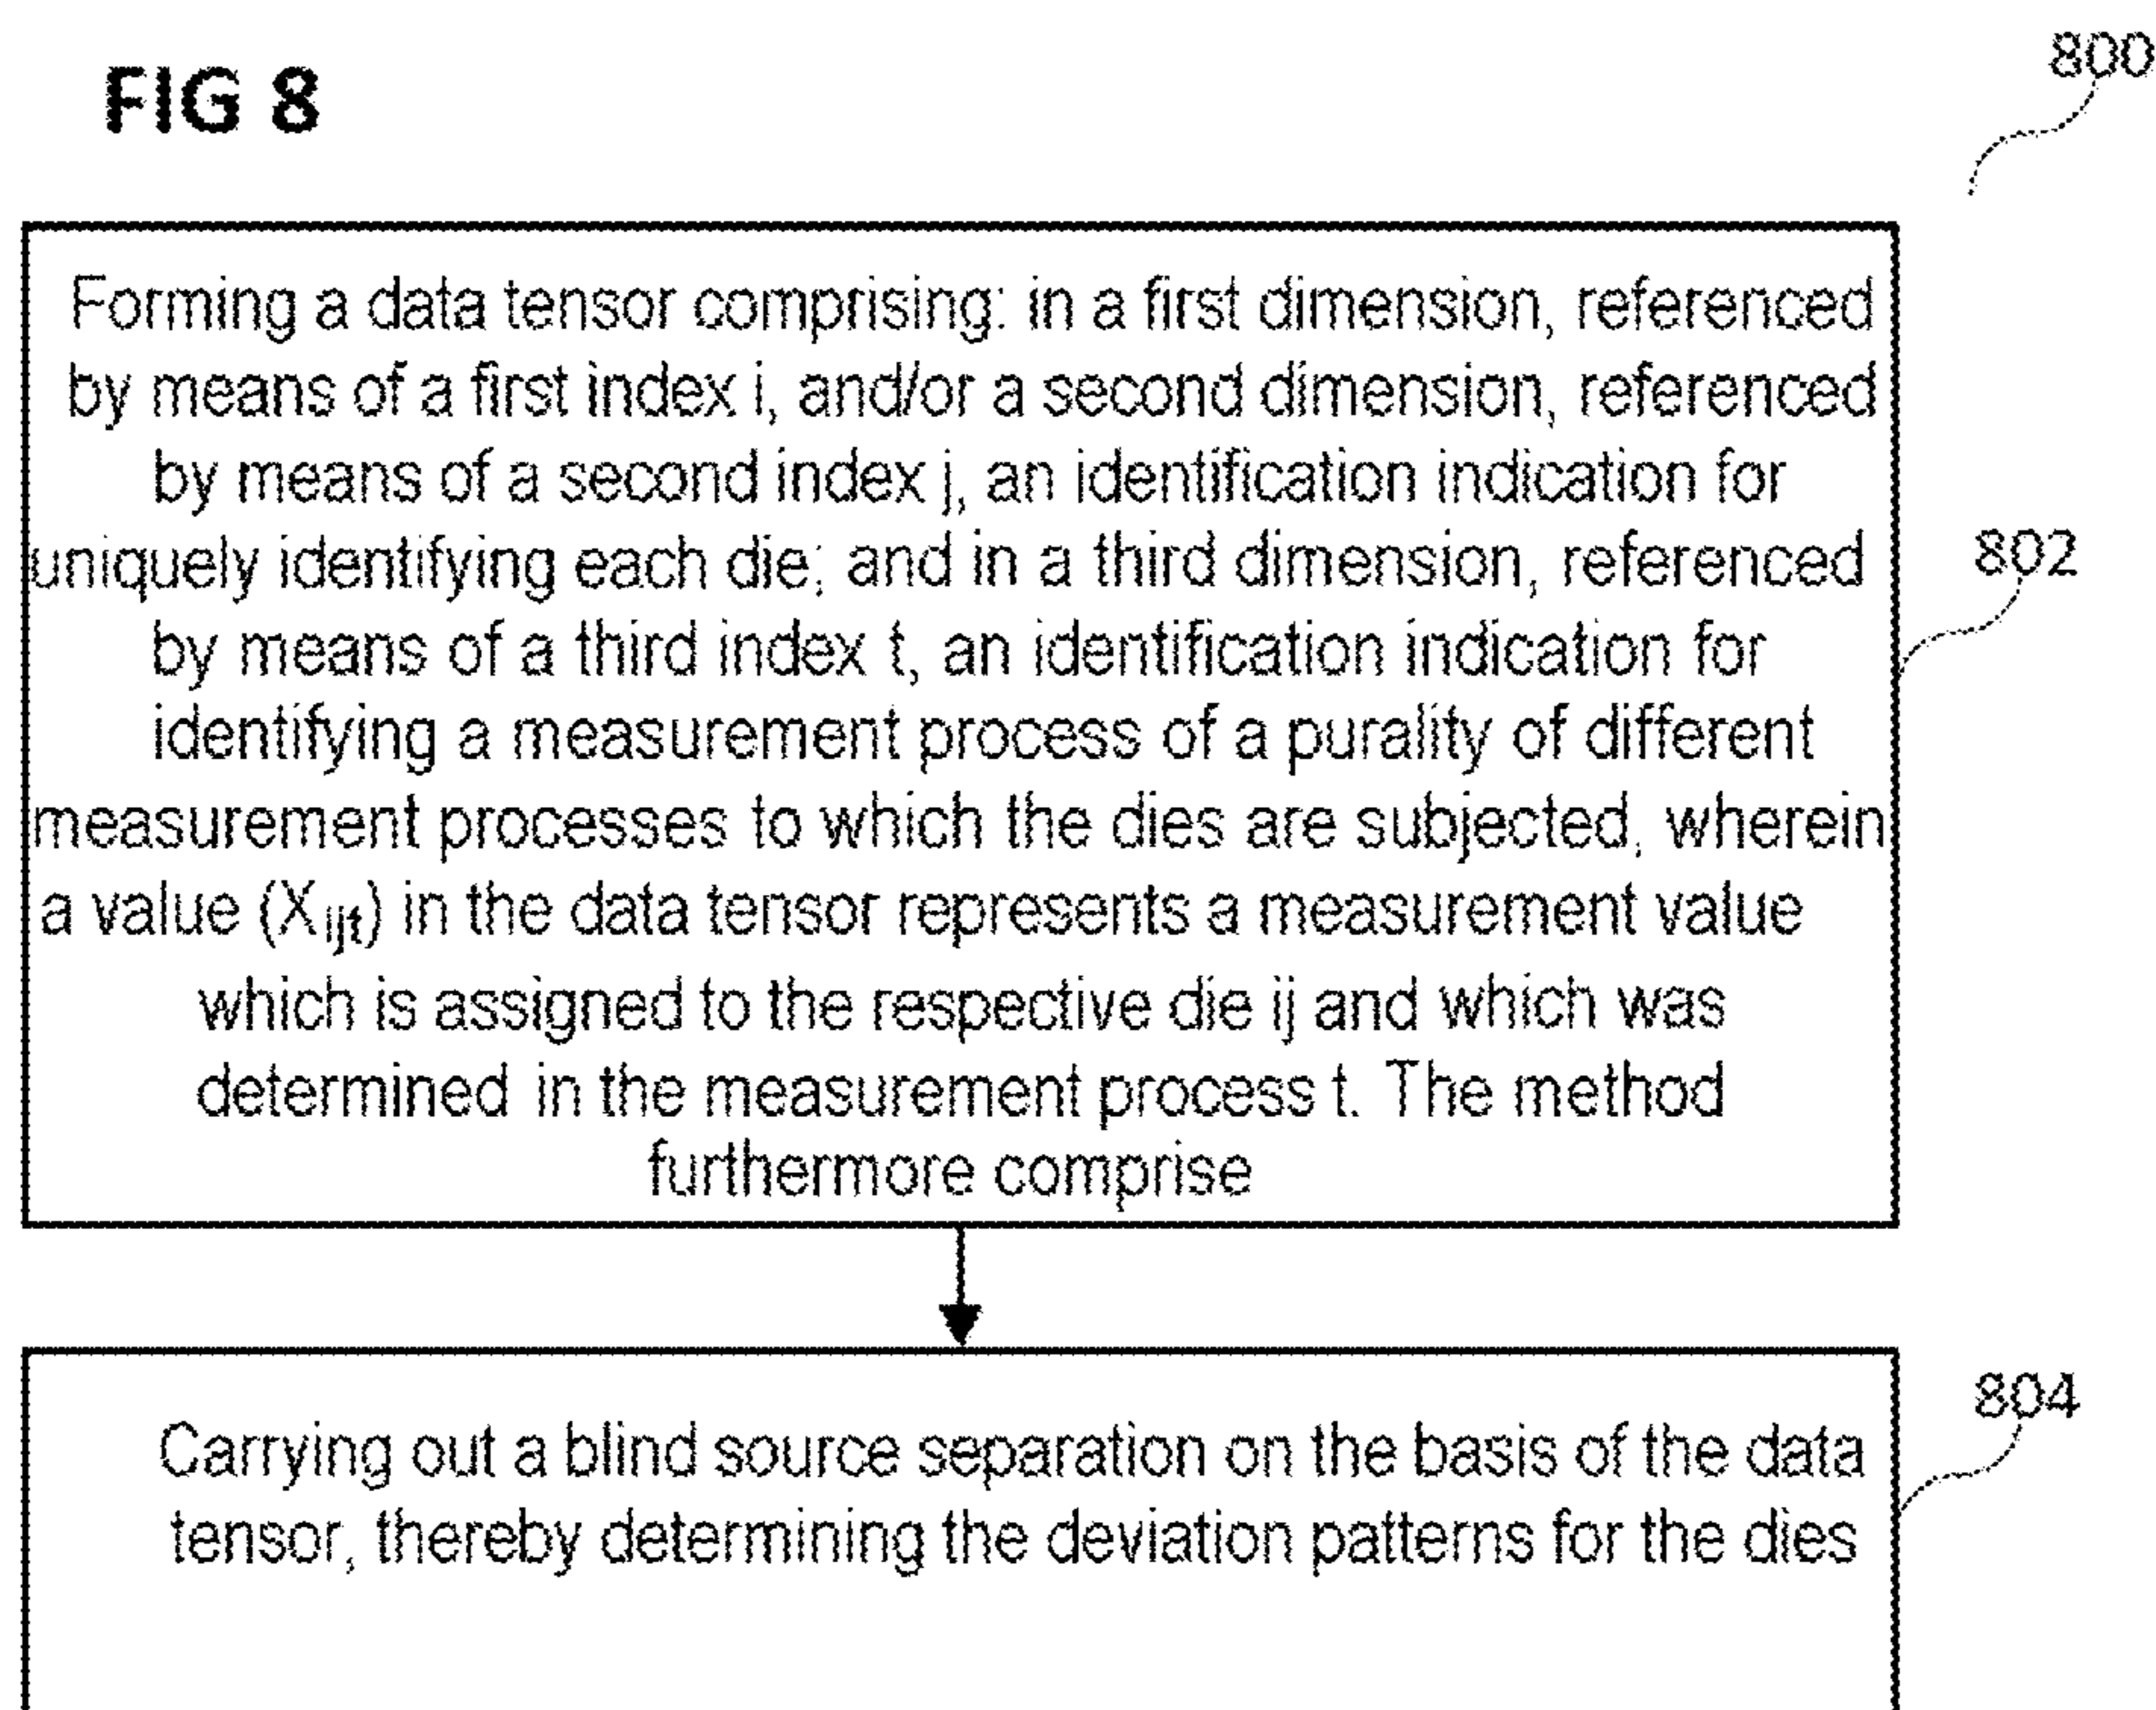 FIG 8
800
Forming a data tensor comprising: in a first dimension, referenced
by means of a first index i, and/or a second dimension, referenced
by means of a second index j, an identification indication for
uniquely identifying each die; and in a third dimension, referenced
802
by means of a third index t, an identification indication for
identifying a measurement process of a purality of different
measurement processes to which the dies are subjected, wherein
a value (Xijt) in the data tensor represents a measurement value
which is assigned to the respective die ij and which was
determined in the measurement process t. The method
furthermore comprise
804
Carrying out a blind source separation on the basis of the data
tensor, thereby determining the deviation patterns for the dies